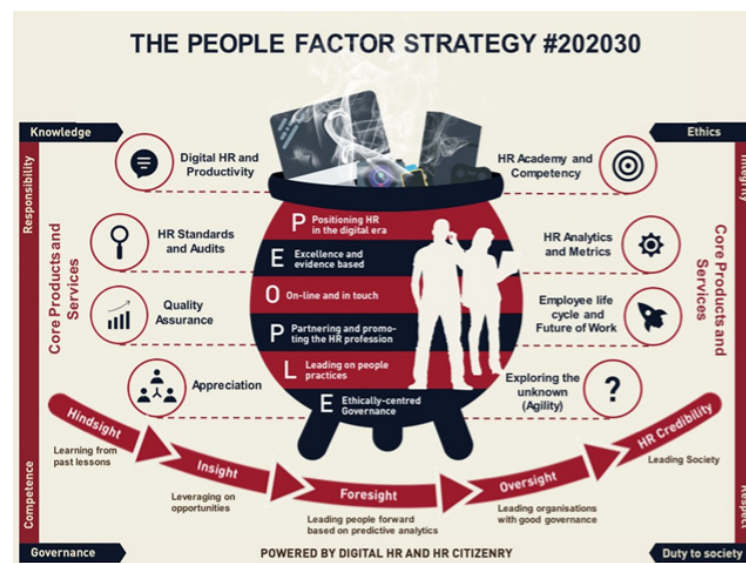 THE PEOPLE FACTOR STRATEGY #202030
Knowledge
Ethics
Responsibility
Integrity
Core Products and
Services
Core Products and
Services
Digital HR and
Productivity
HR Academy and
Competency
HR Standards
and Audits
HR Analytics
and Metrics
Quality
Assurance
Employee life
cycle and
Future of Work
Appreciation
Exploring the
unknown
(Agility)
?
P Positioning HR
in the digital era
E Excellence and
evidence based
O On-line and in touch
P Partnering and promo-
ting the HR profession
L Leading on people
practices
E Ethically-centred
Governance
Hindsight
Learning from
past lessons
Insight
Leveraging on
opportunities
Foresight
Leading people forward
based on predictive analytics
Oversight
Leading organisations
with good governance
HR Credibility
Leading Society
Competence
Respect
Governance
POWERED BY DIGITAL HR AND HR CITIZENRY
Duty to society